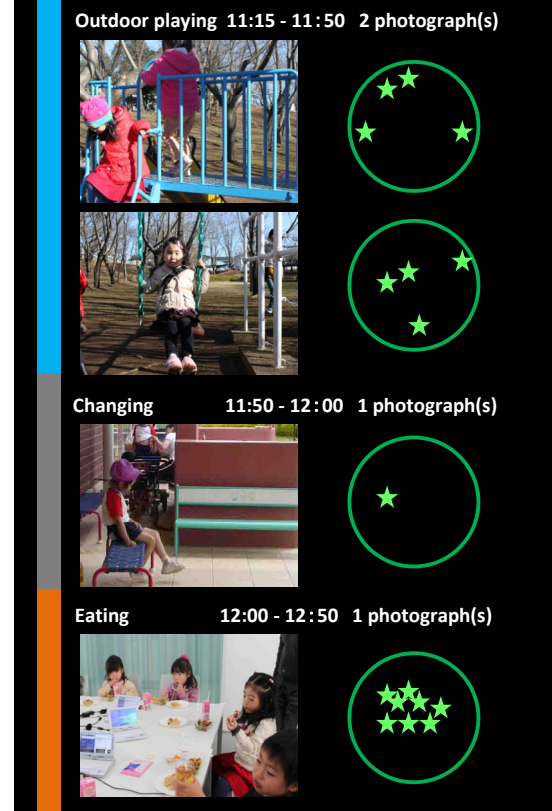 Outdoor playing 11:15 - 11:50 2 photograph(s)
Changing 11:50 - 12:00 1 photograph(s)
Eating 12:00 - 12:50 1 photograph(s)